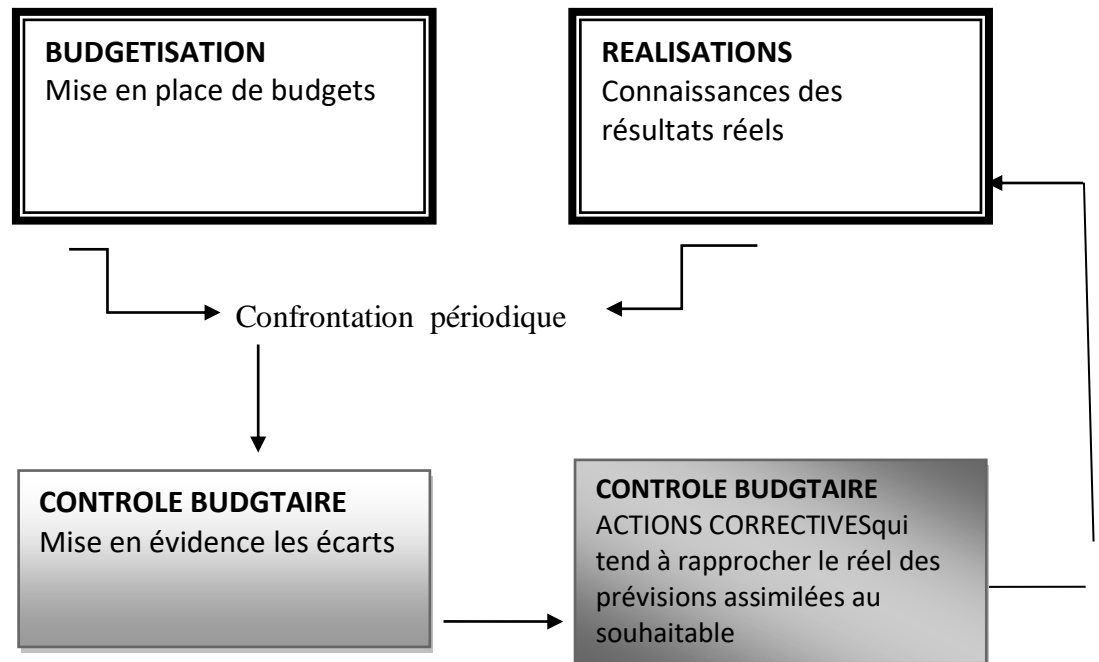 BUDGETISATION
Mise en place de budgets
REALISATIONS
Connaissances des
résultats réels
Confrontation périodique
CONTROLE BUDGTAIRE
Mise en évidence les écarts
CONTROLE BUDGTAIRE
ACTIONS CORRECTIVESqui
tend à rapprocher le réel des
prévisions assimilées au
souhaitable